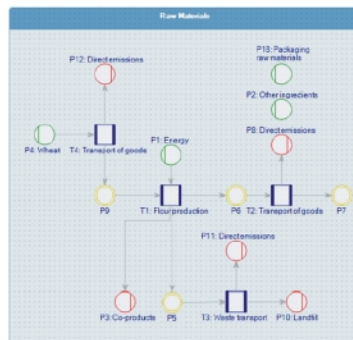 Raw Materials
P12: Direct emissions
P13: Packaging
raw materials
P2: Other ingredients
P1: Energy
P8: Direct emissions
P4: Wheat
T4: Transport of goods
P9
T1: Flour production
P6
T2: Transport of goods
P7
P11: Direct emissions
P3: Co-products
P5
T3: Waste transport
P10: Landfill